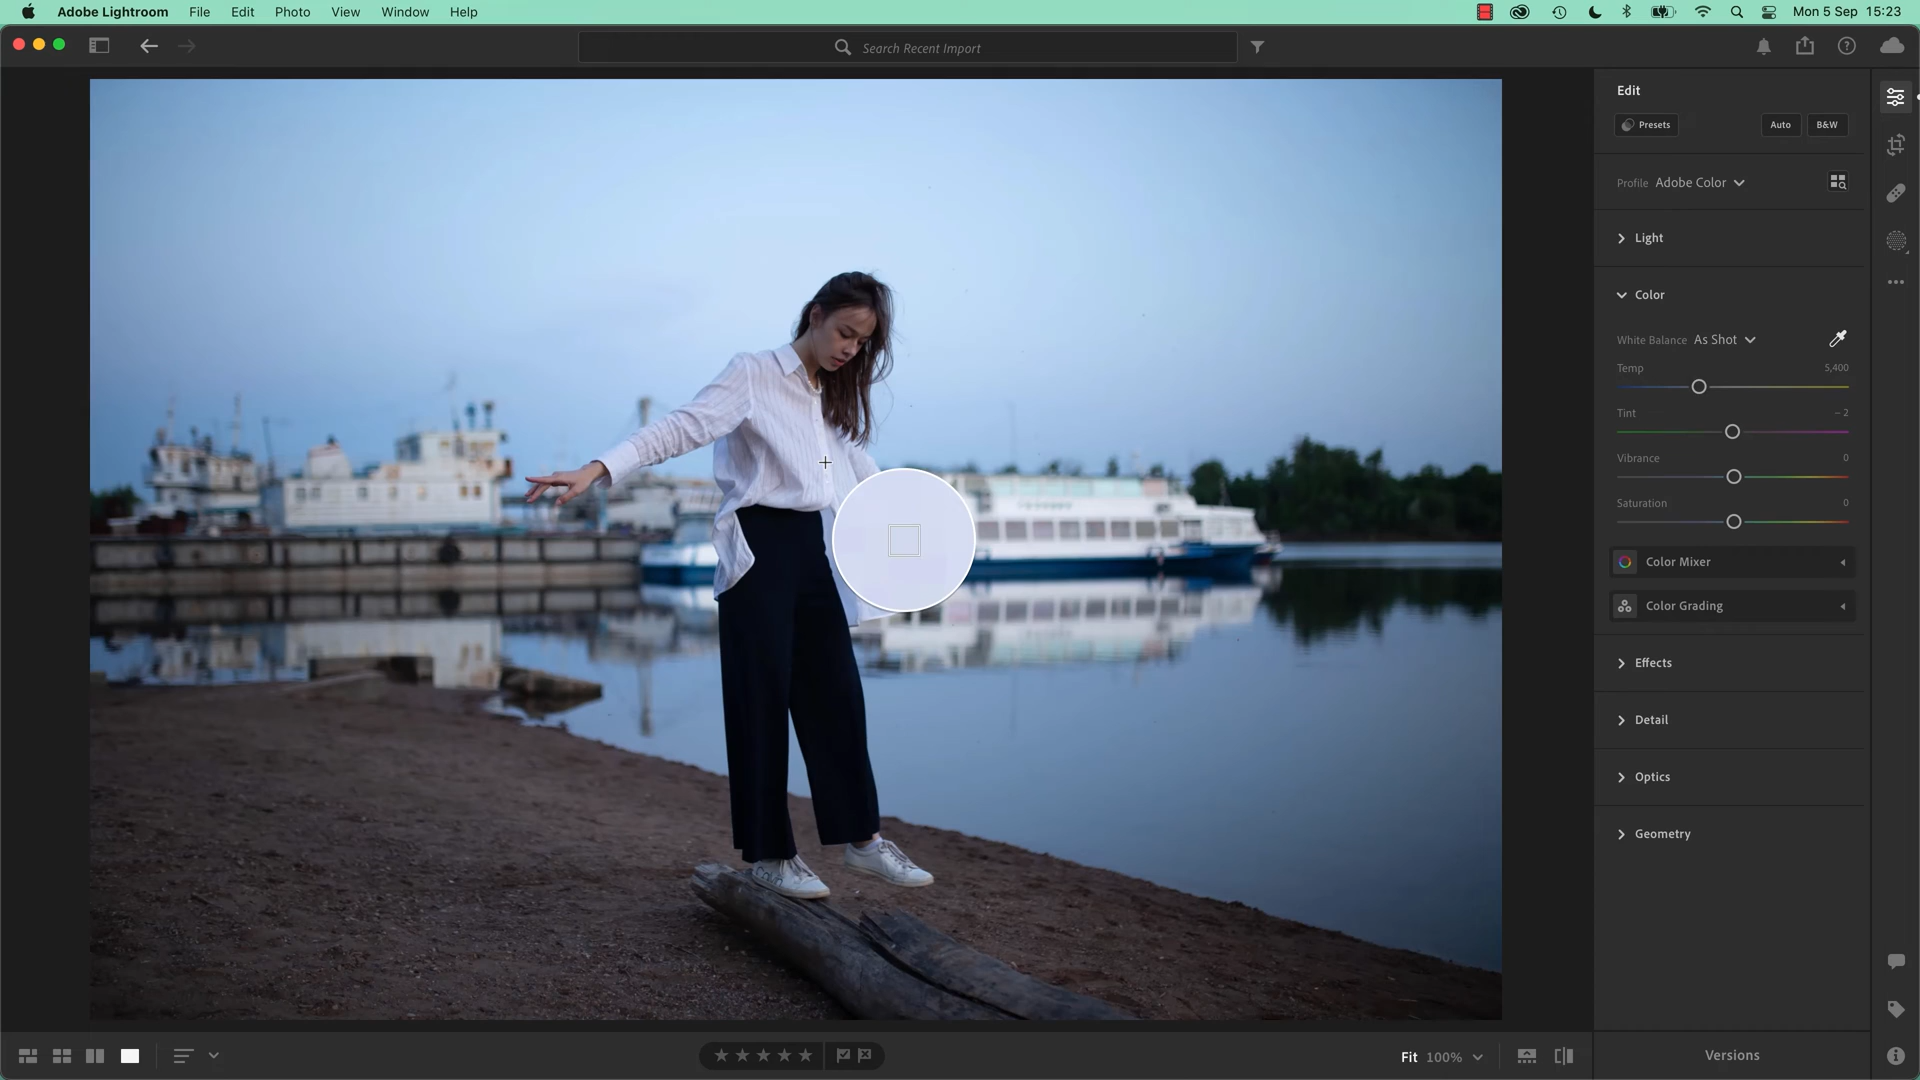 Adobe Lightroom File Edit Photo View Window Help Mon 5 Sep 15:23
Search Recent Import
Edit
Presets Auto B&W
Profile Adobe Color
Light
Color
White Balance As Shot
Temp 5,400
Tint – 2
Vibrance 0
Saturation 0
Color Mixer
Color Grading
Effects
Detail
Optics
Geometry
Fit 100% Versions